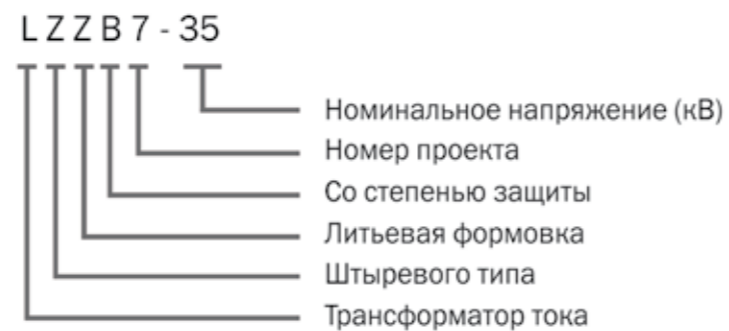 LZZB7-35
Номинальное напряжение (кВ)
Номер проекта
Со степенью защиты
Литьевая формовка
Штыревого типа
Трансформатор тока